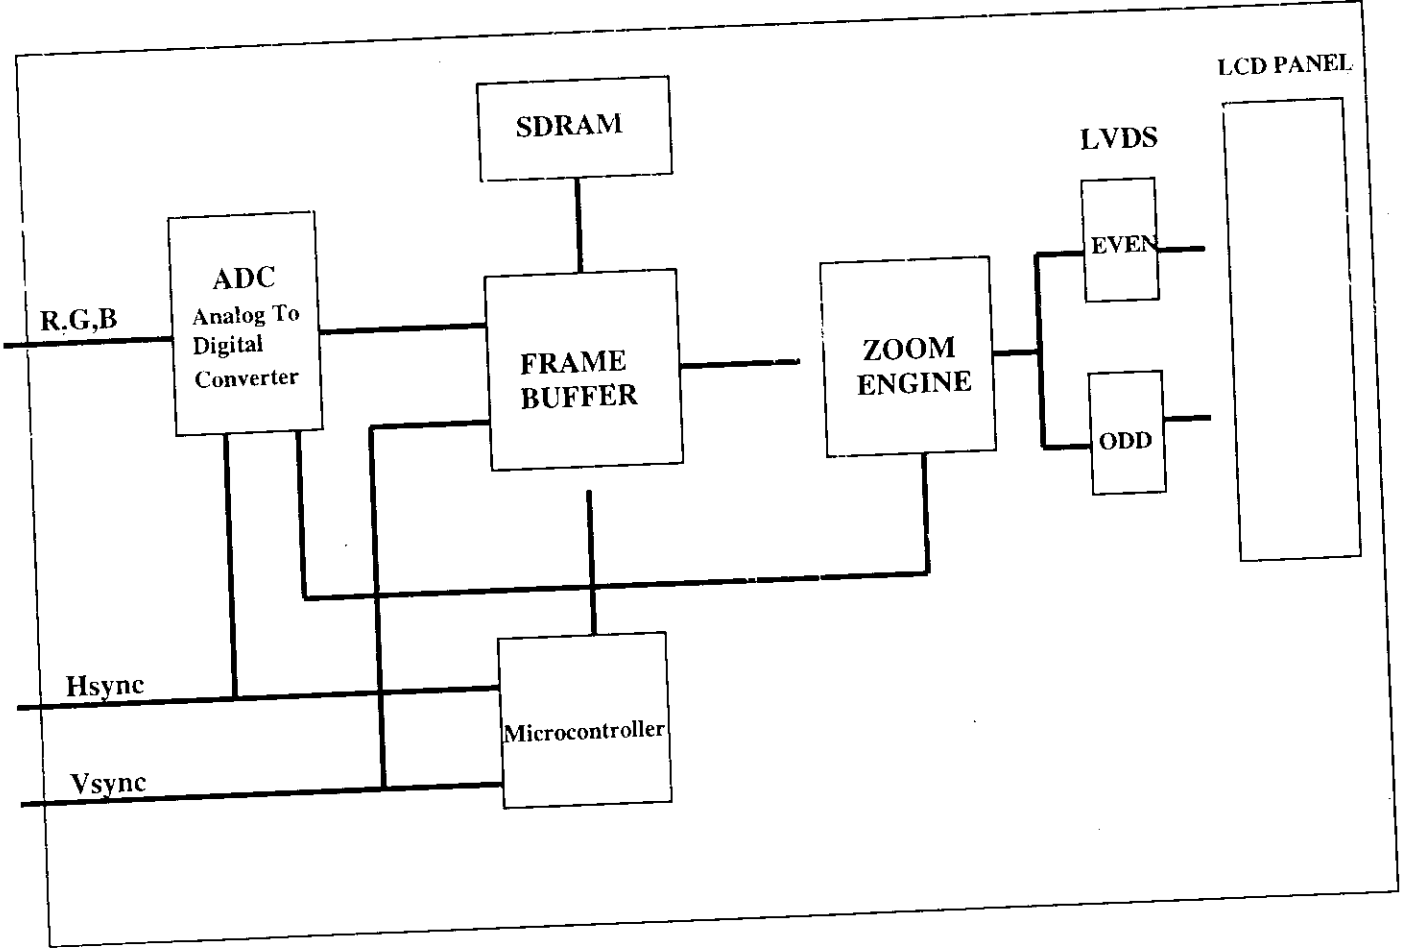 LCD PANEL
SDRAM
LVDS
ADC
Analog To
Digital
Converter
R.G,B
EVEN
FRAME
BUFFER
ZOOM
ENGINE
ODD
Hsync
Microcontroller
Vsync